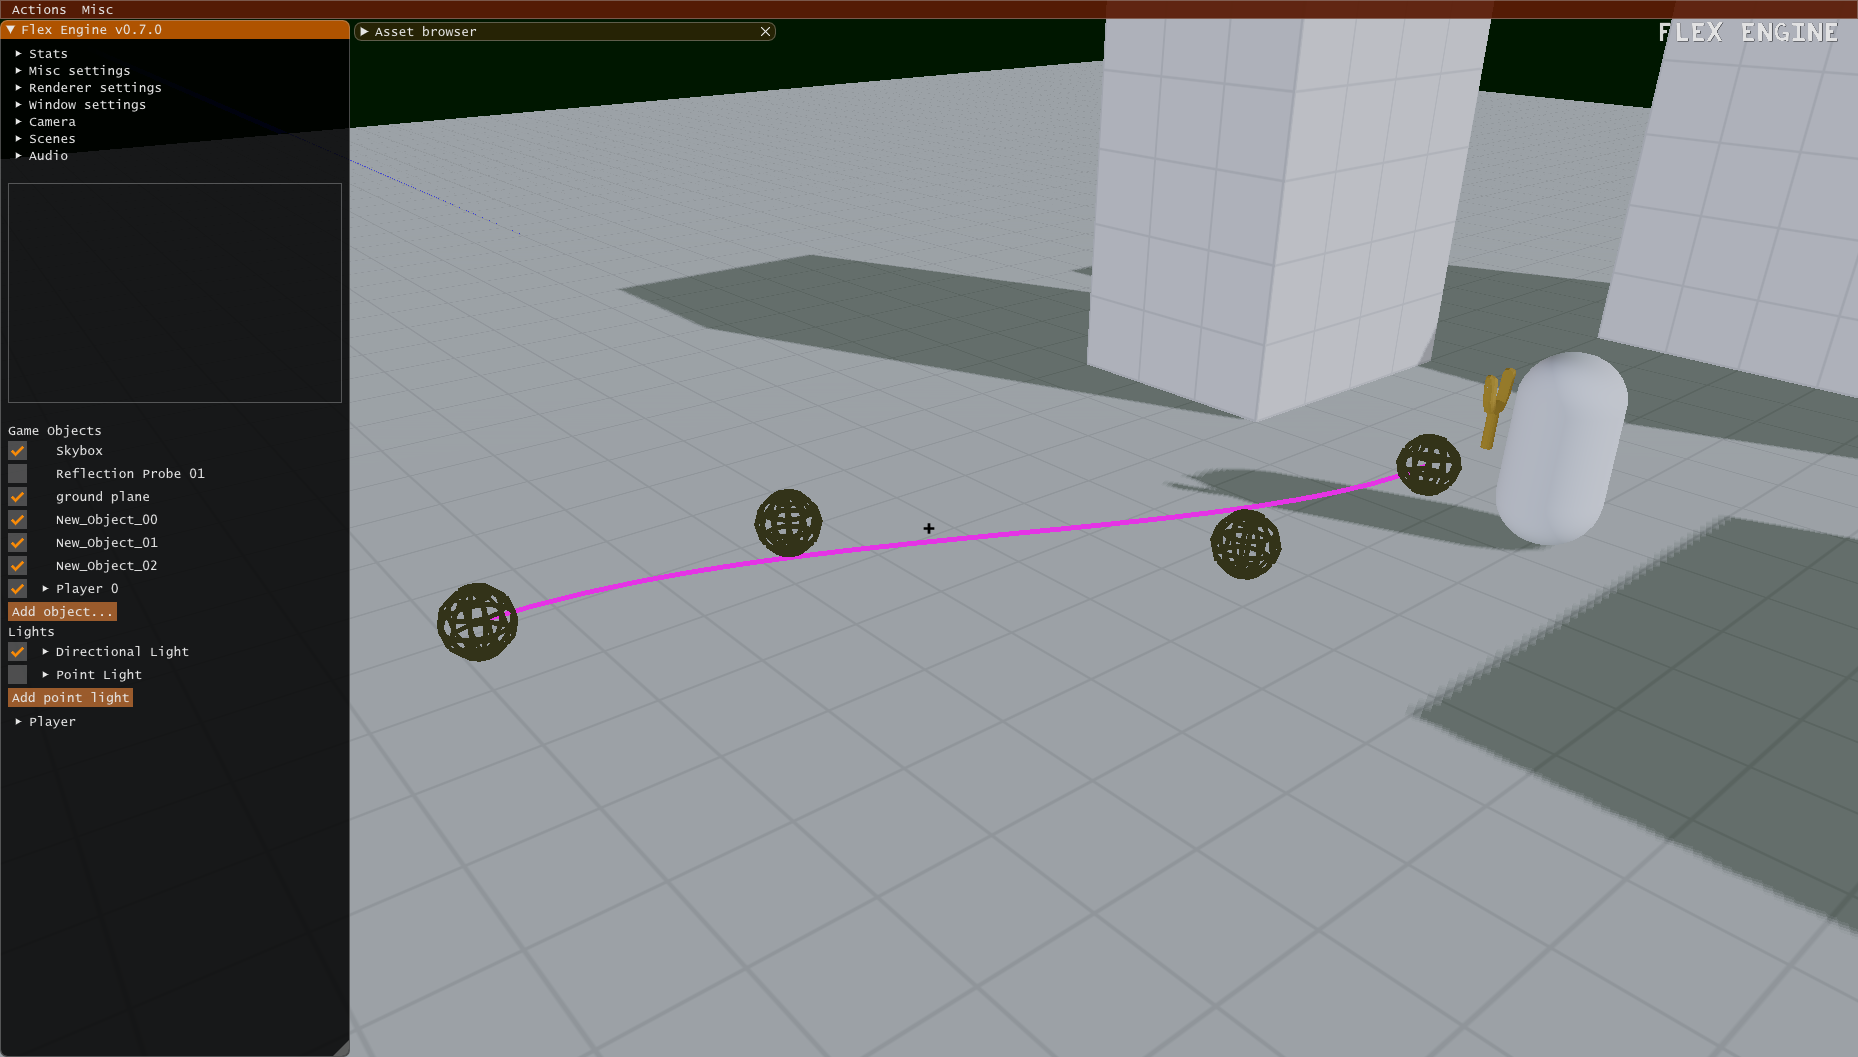 Actions Misc
Flex Engine v0.7.0
Asset browser
FLEX ENGINE
Stats
Misc settings
Renderer settings
Window settings
Camera
Scenes
Audio
Game Objects
Skybox
Reflection Probe 01
ground plane
New_Object_00
New_Object_01
New_Object_02
Player 0
Add object...
Lights
Directional Light
Point Light
Add point light
Player